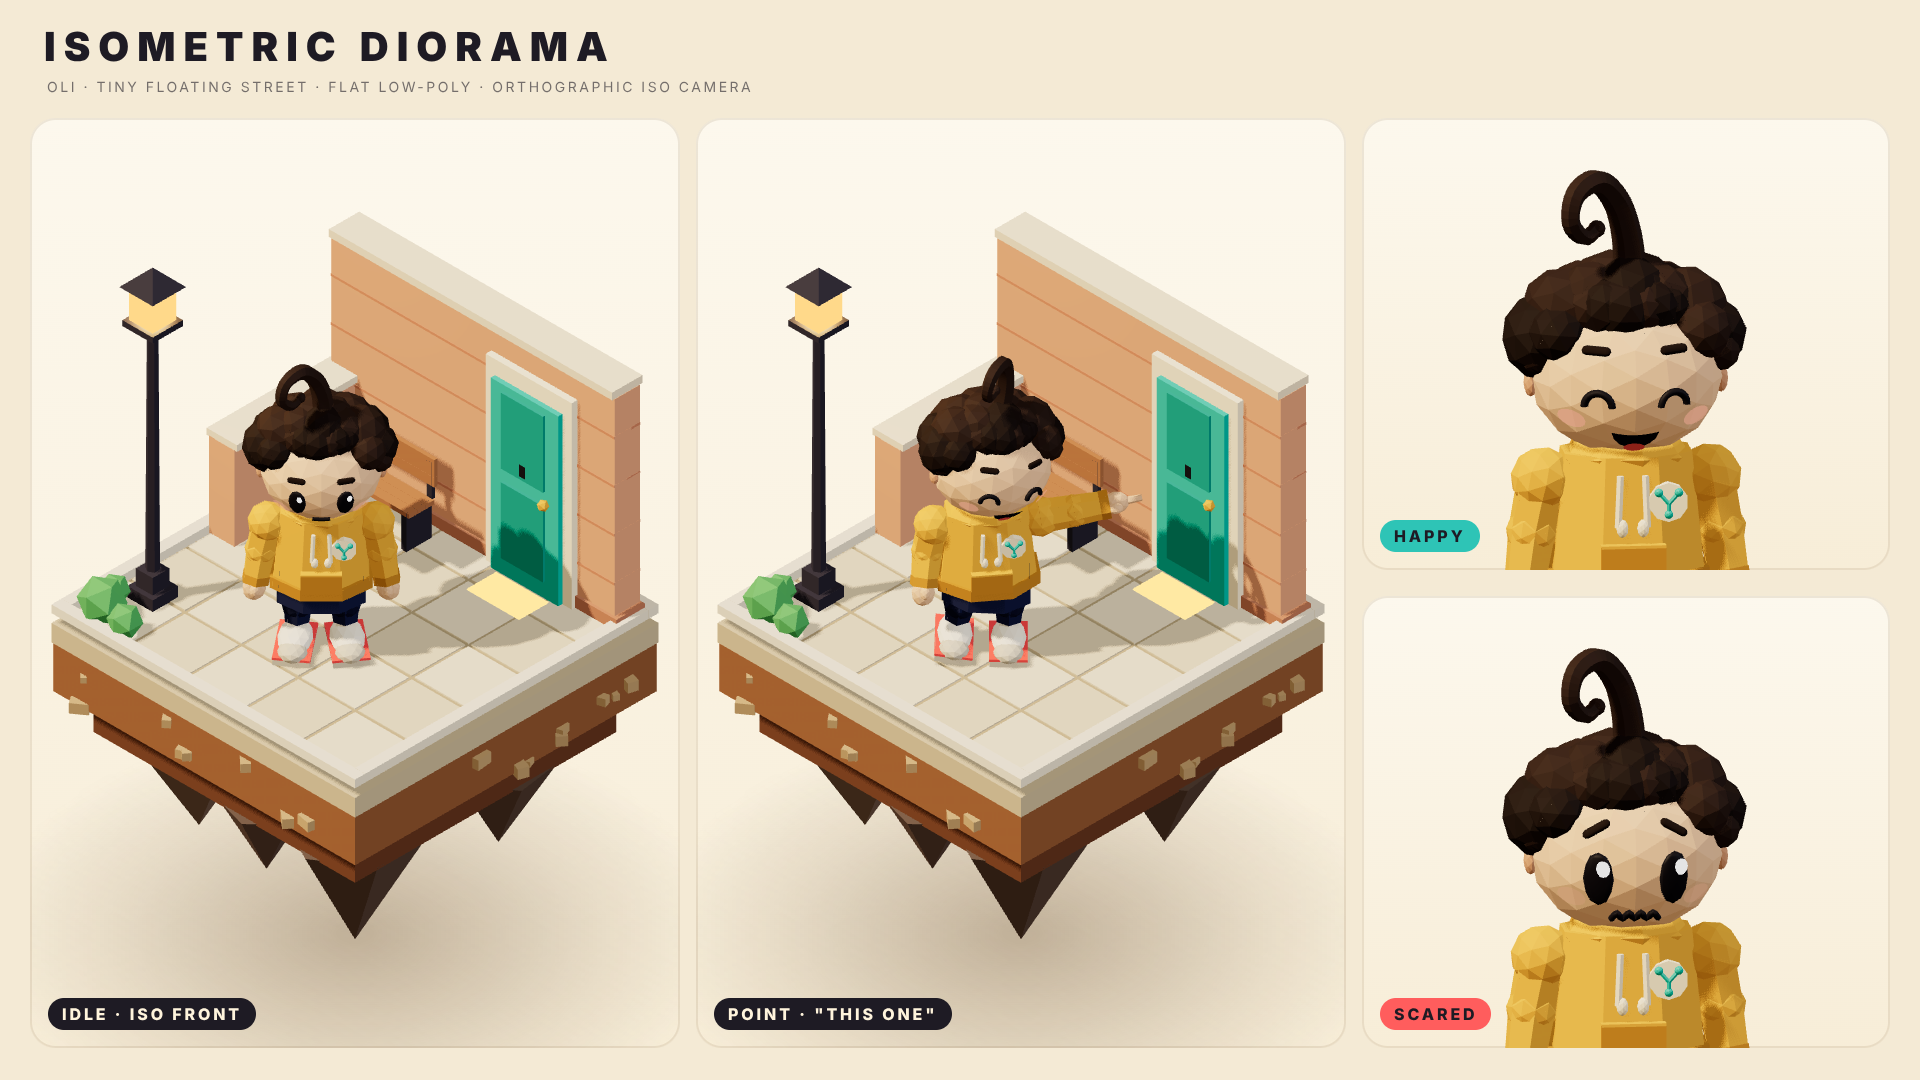 ISOMETRIC DIORAMA
OLI · TINY FLOATING STREET · FLAT LOW-POLY · ORTHOGRAPHIC ISO CAMERA
IDLE · ISO FRONT
POINT · "THIS ONE"
HAPPY
SCARED